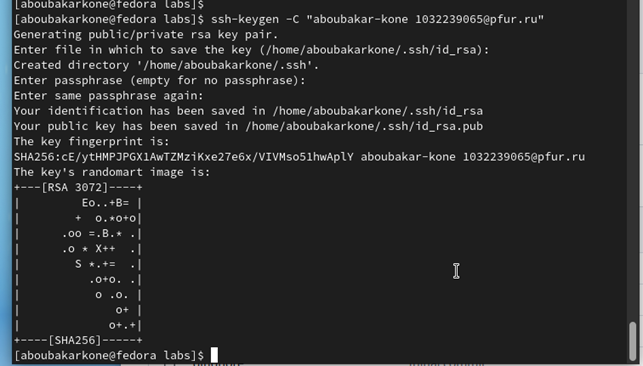 [aboubakarkone@fedora labs]$
[aboubakarkone@fedora labs]$ ssh-keygen -C "aboubakar-kone 1032239065@pfur.ru"
Generating public/private rsa key pair.
Enter file in which to save the key (/home/aboubakarkone/.ssh/id_rsa):
Created directory '/home/aboubakarkone/.ssh'.
Enter passphrase (empty for no passphrase):
Enter same passphrase again:
Your identification has been saved in /home/aboubakarkone/.ssh/id_rsa
Your public key has been saved in /home/aboubakarkone/.ssh/id_rsa.pub
The key fingerprint is:
SHA256:cE/ytHMPJPGX1AwTZMziKxe27e6x/VIVMso51hwAplY aboubakar-kone 1032239065@pfur.ru
The key's randomart image is:
+---[RSA 3072]----+
|        Eo..+B= |
|       +  o.*o+o|
|     .oo =.B.* .|
|     .o * X++  .|
|       S *.+=  .|
|         .o+o. .|
|          o .o. |
|             o+ |
|            o+.+|
+----[SHA256]-----+
[aboubakarkone@fedora labs]$